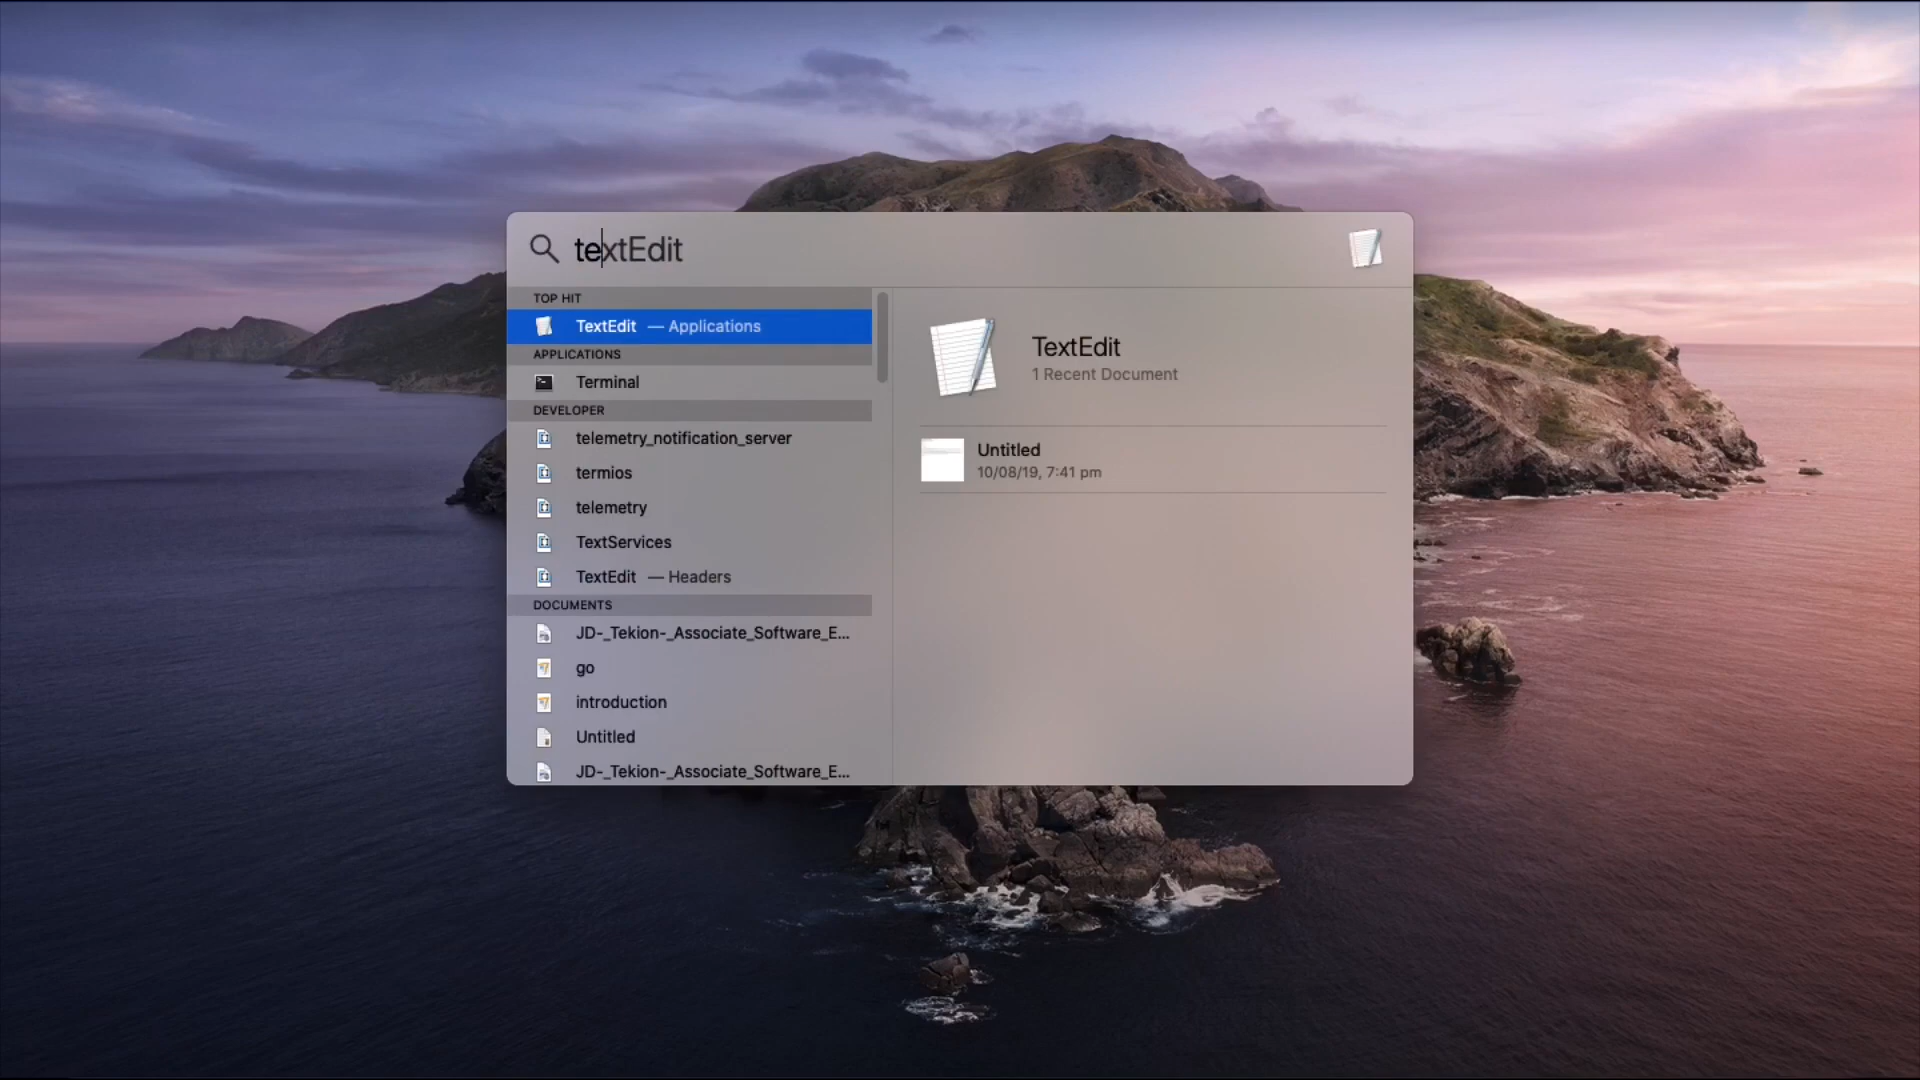 textEdit
TOP HIT
TextEdit — Applications
APPLICATIONS
Terminal
DEVELOPER
telemetry_notification_server
termios
telemetry
TextServices
TextEdit — Headers
DOCUMENTS
JD-_Tekion-_Associate_Software_E...
go
introduction
Untitled
JD-_Tekion-_Associate_Software_E...
TextEdit
1 Recent Document
Untitled
10/08/19, 7:41 pm